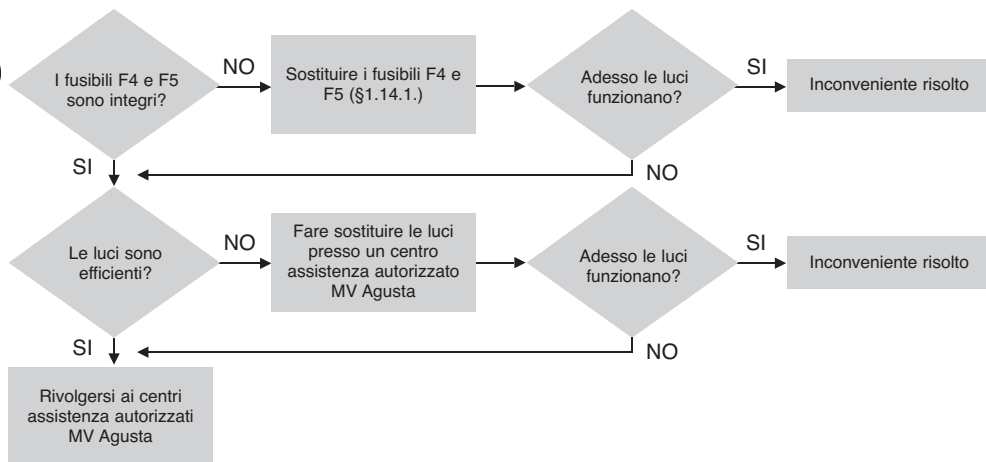 I fusibili F4 e F5
sono integri?
NO
Sostituire i fusibili F4 e
F5 (§1.14.1.)
Adesso le luci
funzionano?
SI
Inconveniente risolto
SI
NO
Le luci sono
efficienti?
NO
Fare sostituire le luci
presso un centro
assistenza autorizzato
MV Agusta
Adesso le luci
funzionano?
SI
Inconveniente risolto
SI
NO
Rivolgersi ai centri
assistenza autorizzati
MV Agusta